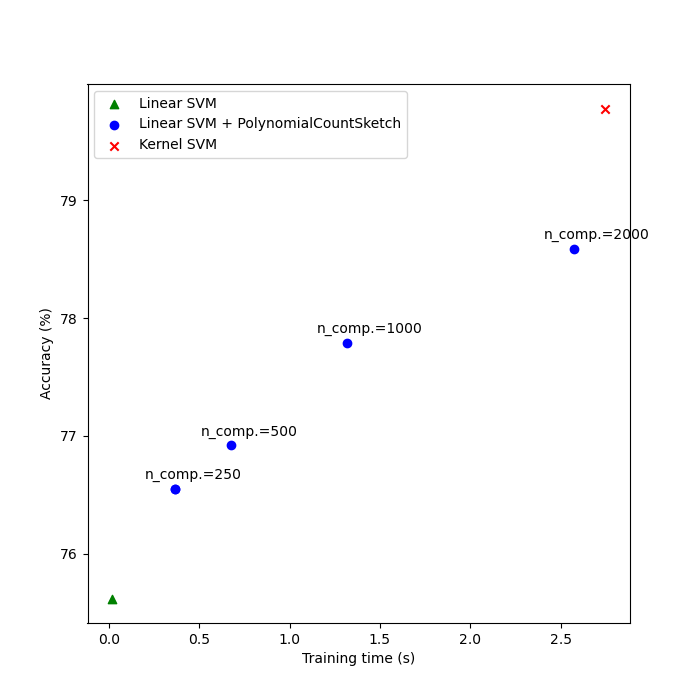 Linear SVM
Linear SVM + PolynomialCountSketch
Kernel SVM
79
n_comp.=2000
78
n_comp.=1000
Accuracy (%)
77
n_comp.=500
n_comp.=250
76
0.0 0.5 1.0 1.5 2.0 2.5
Training time (s)